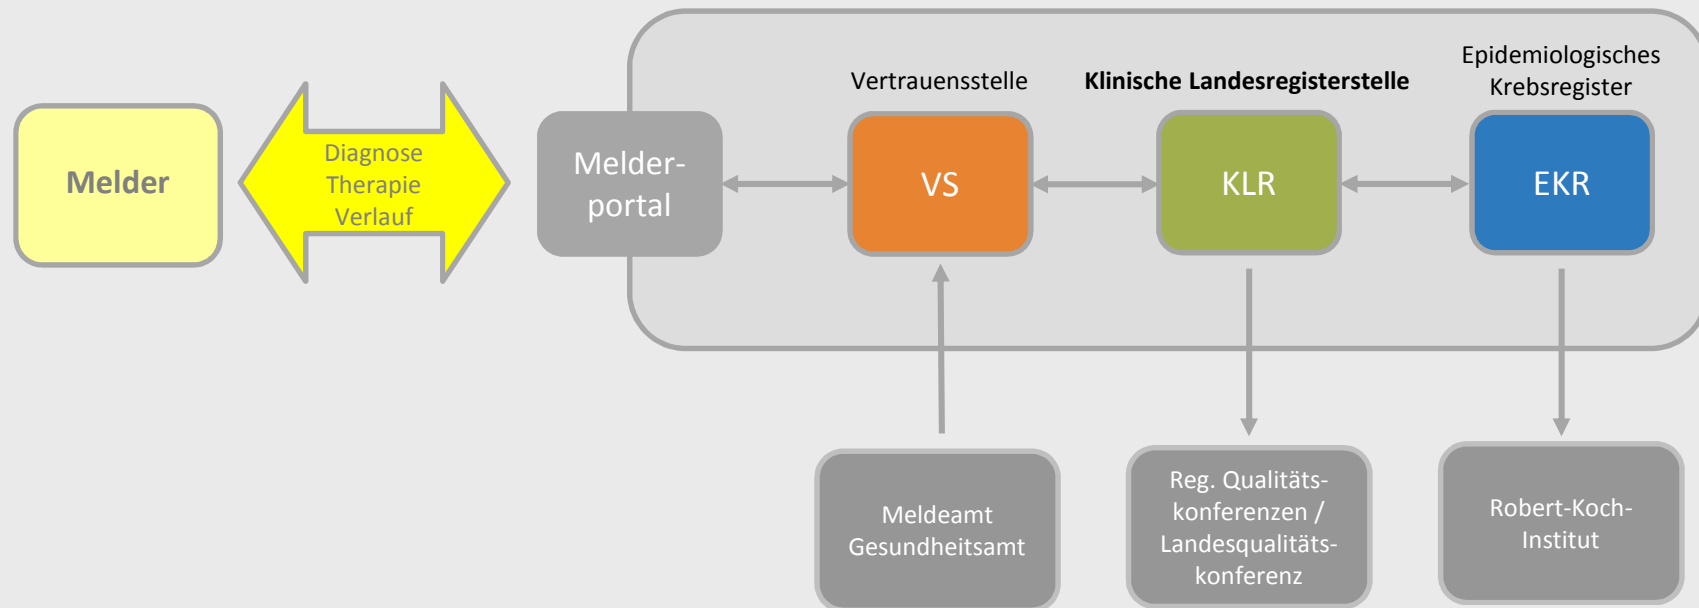 Melder
Diagnose
Therapie
Verlauf
Melder-
portal
Vertrauensstelle
VS
Klinische Landesregisterstelle
KLR
Epidemiologisches
Krebsregister
EKR
Meldeamt
Gesundheitsamt
Reg. Qualitäts-
konferenzen /
Landesqualitäts-
konferenz
Robert-Koch-
Institut